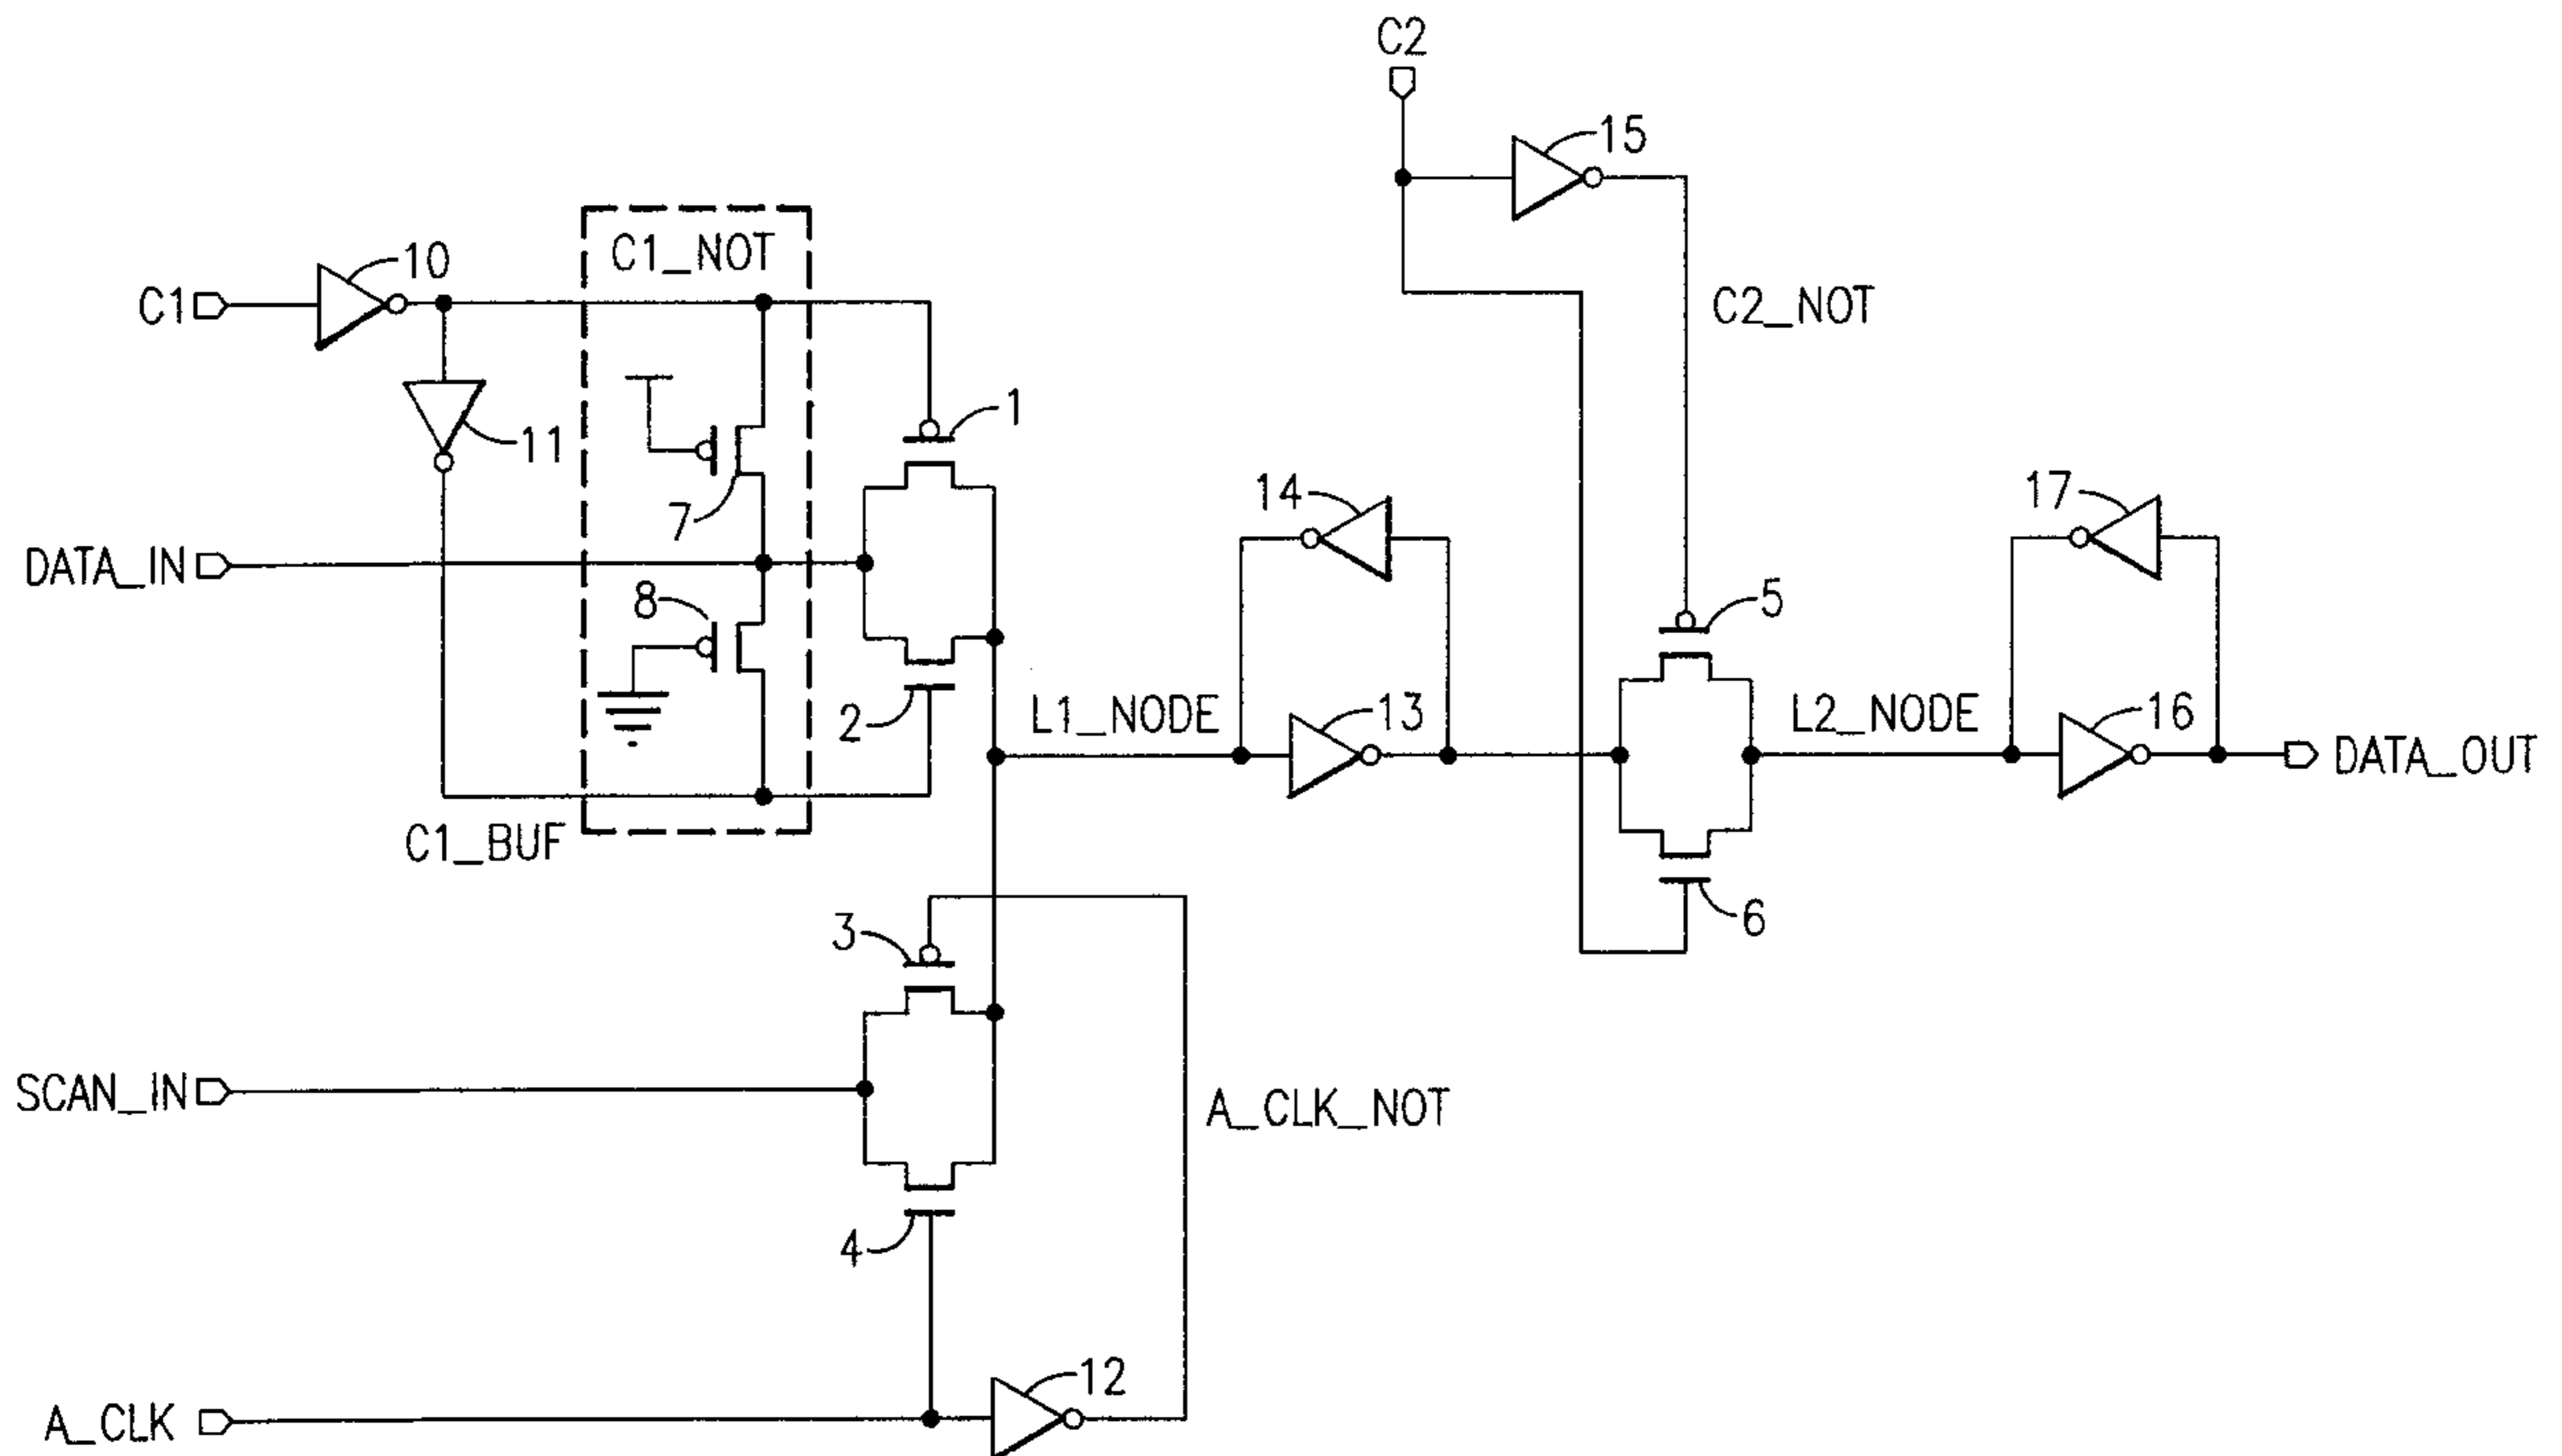 C2
15
C1_NOT
10
C1
C2_NOT
1
11
7
14
17
DATA_IN
8
5
2
L1_NODE
13
L2_NODE
16
DATA_OUT
C1_BUF
3
6
SCAN_IN
A_CLK_NOT
4
12
A_CLK